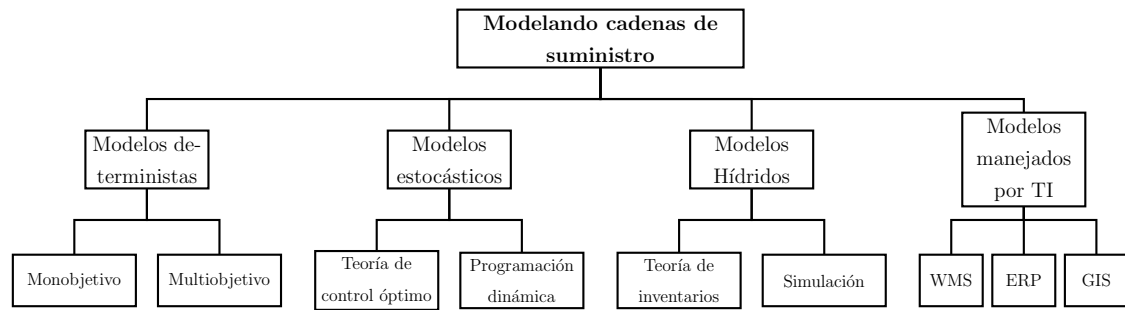 Modelando cadenas de
suministro
Modelos de-
terministas
Modelos
estocásticos
Modelos
Hídridos
Modelos
manejados
por TI
Monobjetivo
Multiobjetivo
Teoría de
control óptimo
Programación
dinámica
Teoría de
inventarios
Simulación
WMS
ERP
GIS